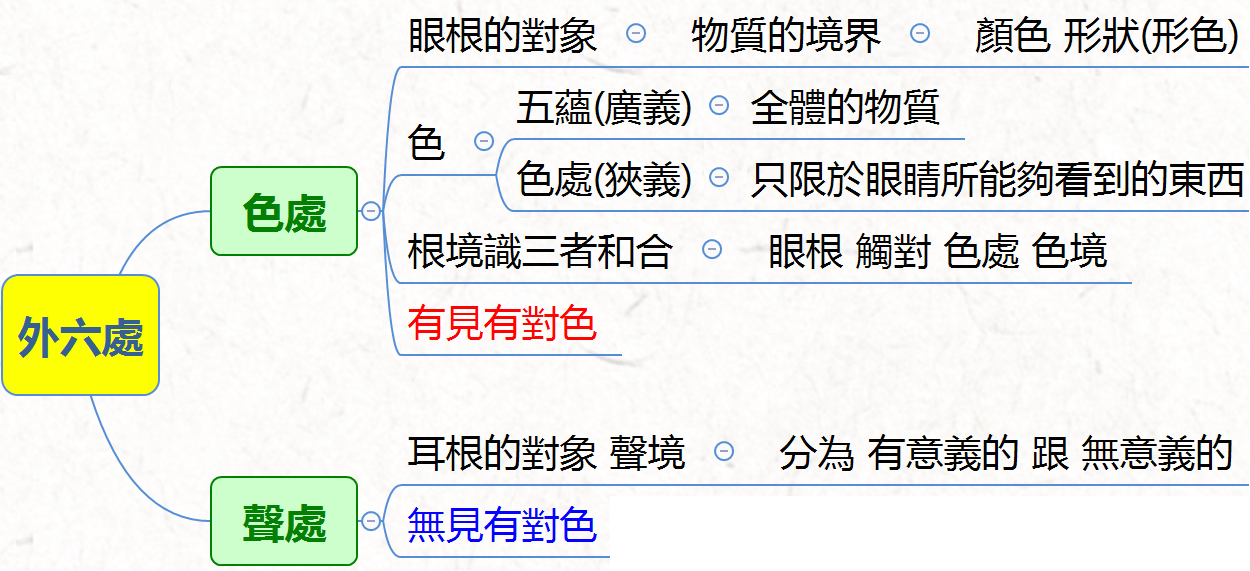 眼根的對象 物質的境界 顏色 形狀(形色)
五蘊(廣義) 全體的物質
色
色處(狹義) 只限於眼睛所能夠看到的東西
色處
根境識三者和合 眼根 觸對 色處 色境
有見有對色
外六處
耳根的對象 聲境 分為 有意義的 跟 無意義的
聲處
無見有對色